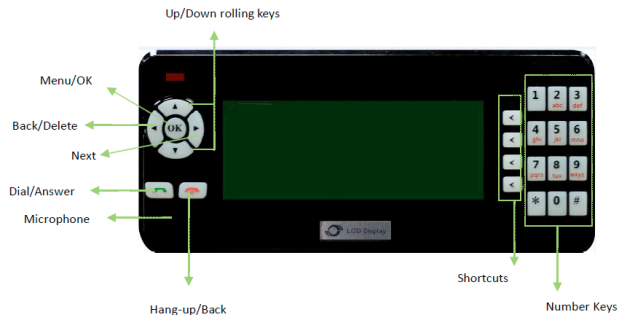 Up/Down rolling keys
Menu/OK
Back/Delete
Next
Dial/Answer
Microphone
Hang-up/Back
Shortcuts
Number Keys
OK
LCD Display
1 2 3
abc def
4 5 6
ghi jkl mno
7 8 9
pqrs tuv wxyz
* 0 #